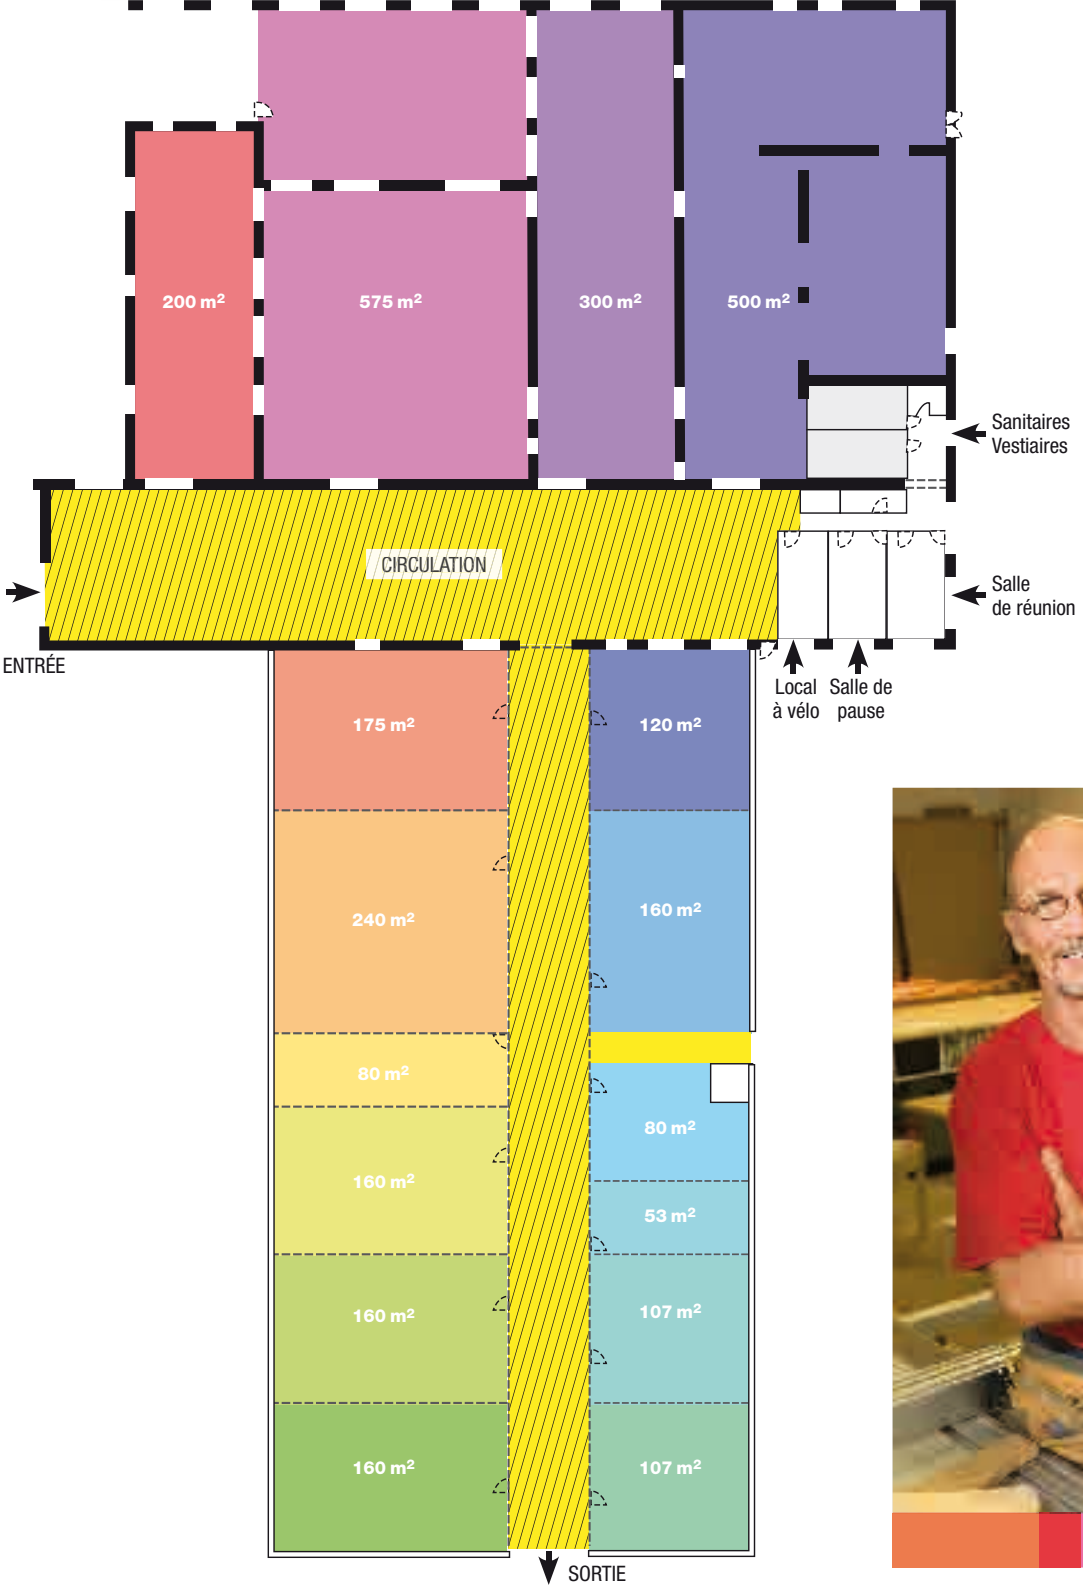 200 m²
575 m²
300 m²
500 m²
Sanitaires
Vestiaires
CIRCULATION
Salle
de réunion
ENTRÉE
Local
à vélo
Salle de
pause
175 m²
120 m²
240 m²
160 m²
80 m²
80 m²
160 m²
53 m²
160 m²
107 m²
160 m²
107 m²
SORTIE